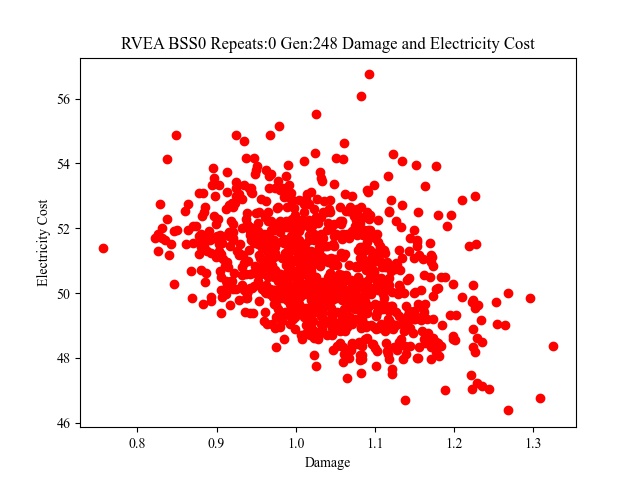 RVEA BSS0 Repeats:0 Gen:248 Damage and Electricity Cost
56
54
52
50
48
46
Electricity Cost
0.8 0.9 1.0 1.1 1.2 1.3
Damage